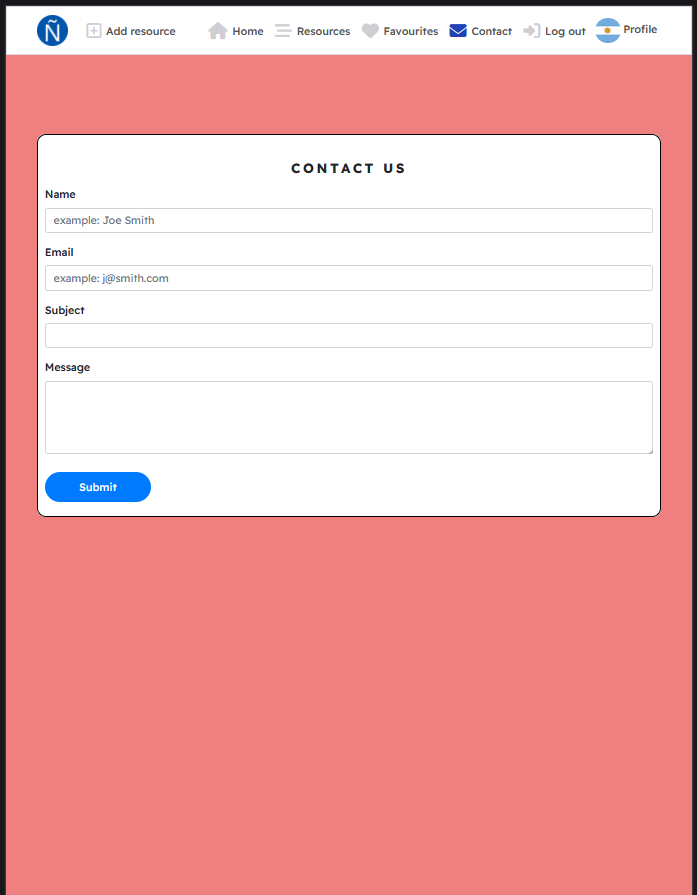 Ñ Add resource Home Resources Favourites Contact Log out Profile
CONTACT US
Name
example: Joe Smith
Email
example: j@smith.com
Subject
Message
Submit